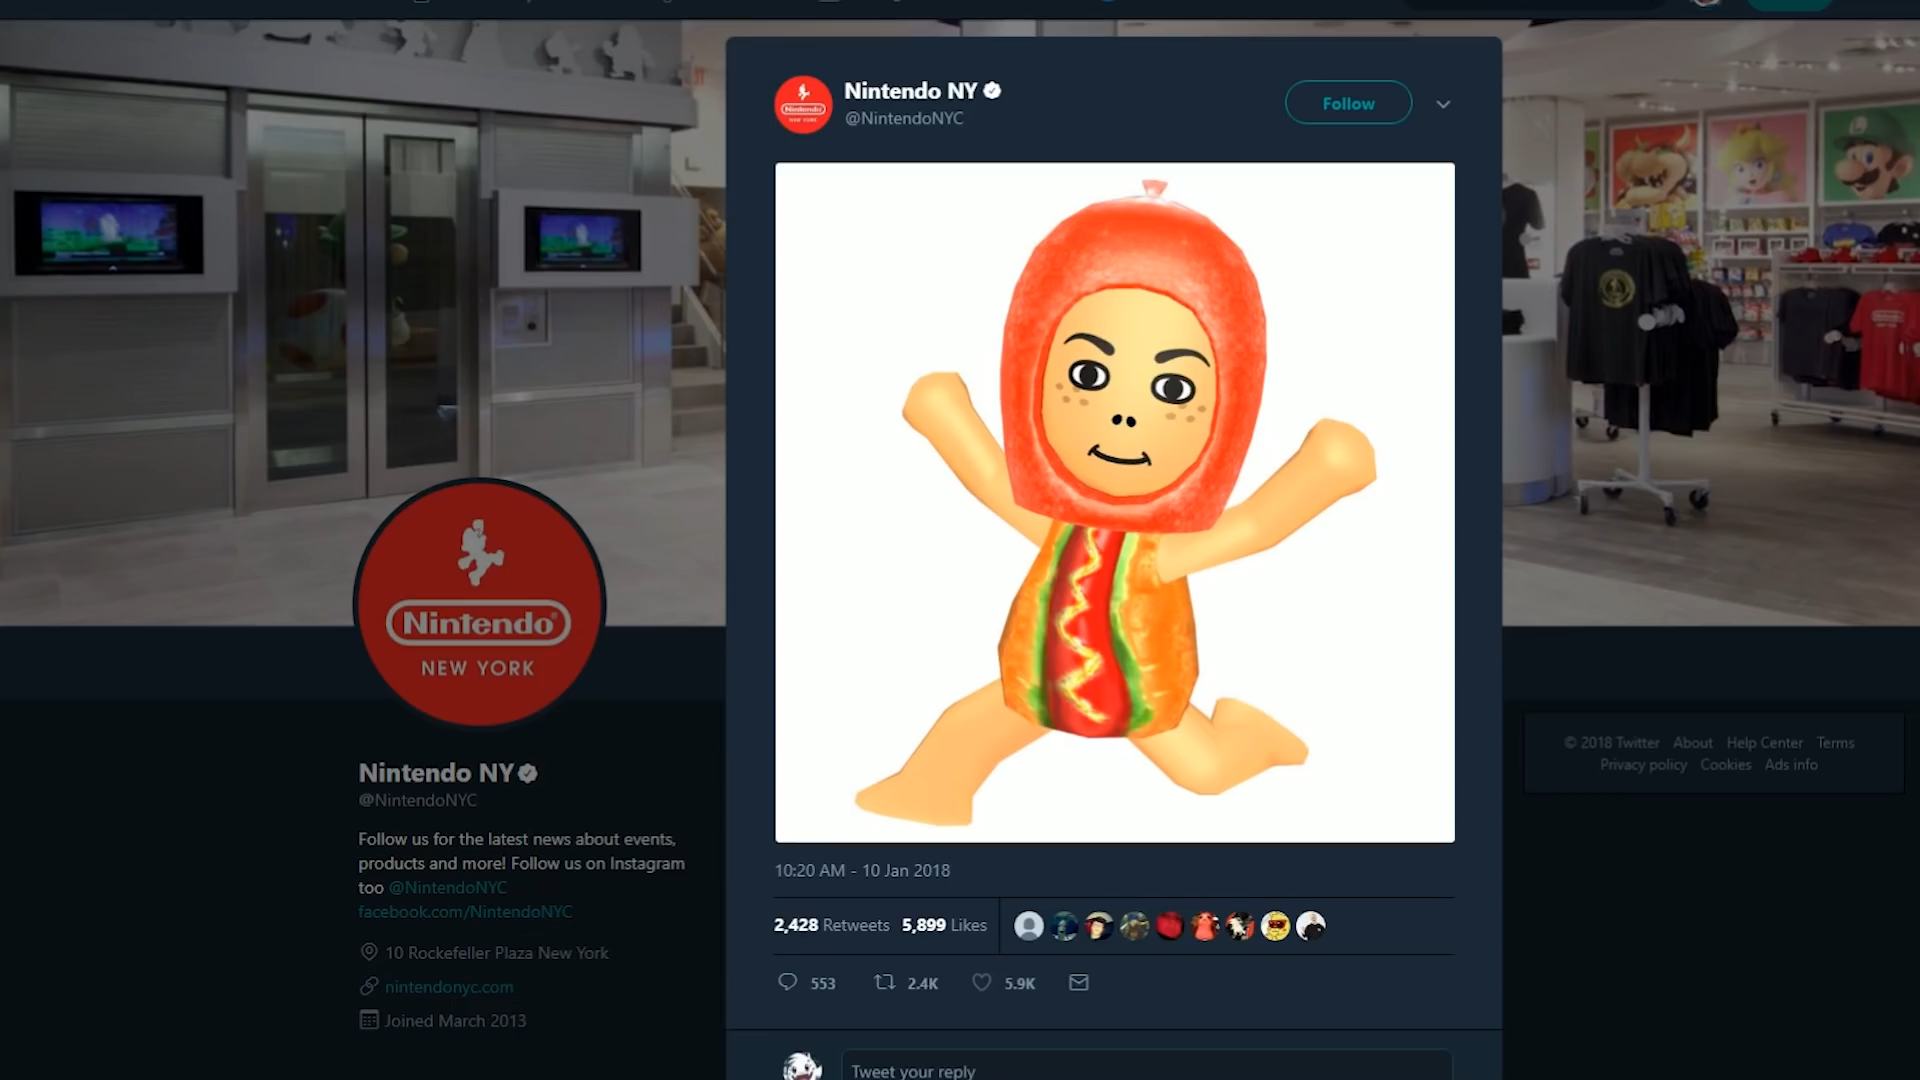 Nintendo NY
@NintendoNYC
Follow
Nintendo
NEW YORK
10:20 AM - 10 Jan 2018
2,428 Retweets 5,899 Likes
553 2.4K 5.9K
Tweet your reply
Nintendo®
NEW YORK
Nintendo NY
@NintendoNYC
Follow us for the latest news about events,
products and more! Follow us on Instagram
too @NintendoNYC
facebook.com/NintendoNYC
10 Rockefeller Plaza New York
nintendonyc.com
Joined March 2013
© 2018 Twitter About Help Center Terms
Privacy policy Cookies Ads info